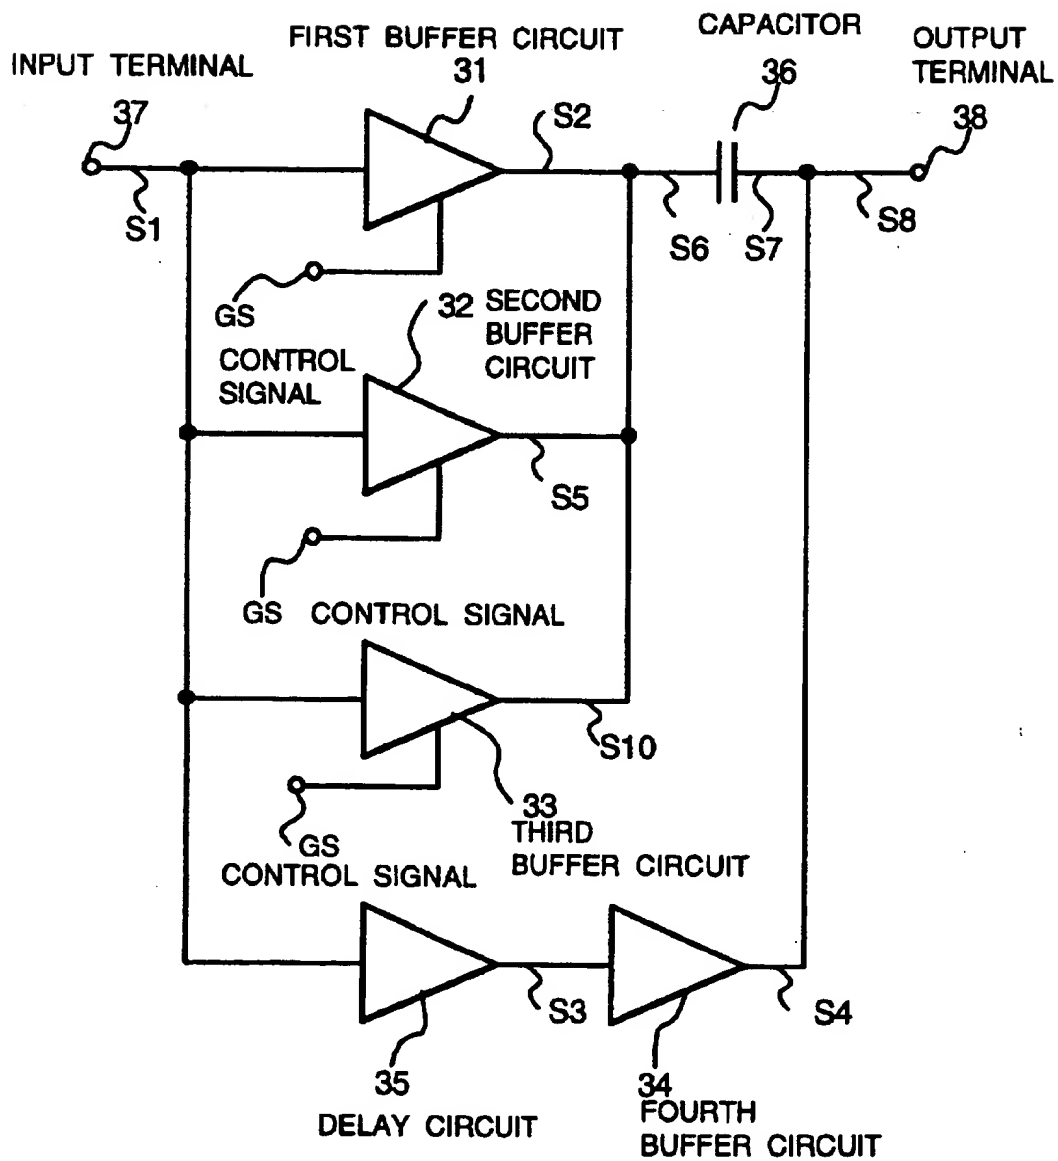 FIRST BUFFER CIRCUIT
31
CAPACITOR
36
OUTPUT
TERMINAL
38
INPUT TERMINAL
37
S1
S2
S6
S7
S8
GS
CONTROL
SIGNAL
32 SECOND
BUFFER
CIRCUIT
S5
GS CONTROL SIGNAL
S10
33
THIRD
BUFFER CIRCUIT
GS
CONTROL SIGNAL
S3
S4
35
DELAY CIRCUIT
34
FOURTH
BUFFER CIRCUIT